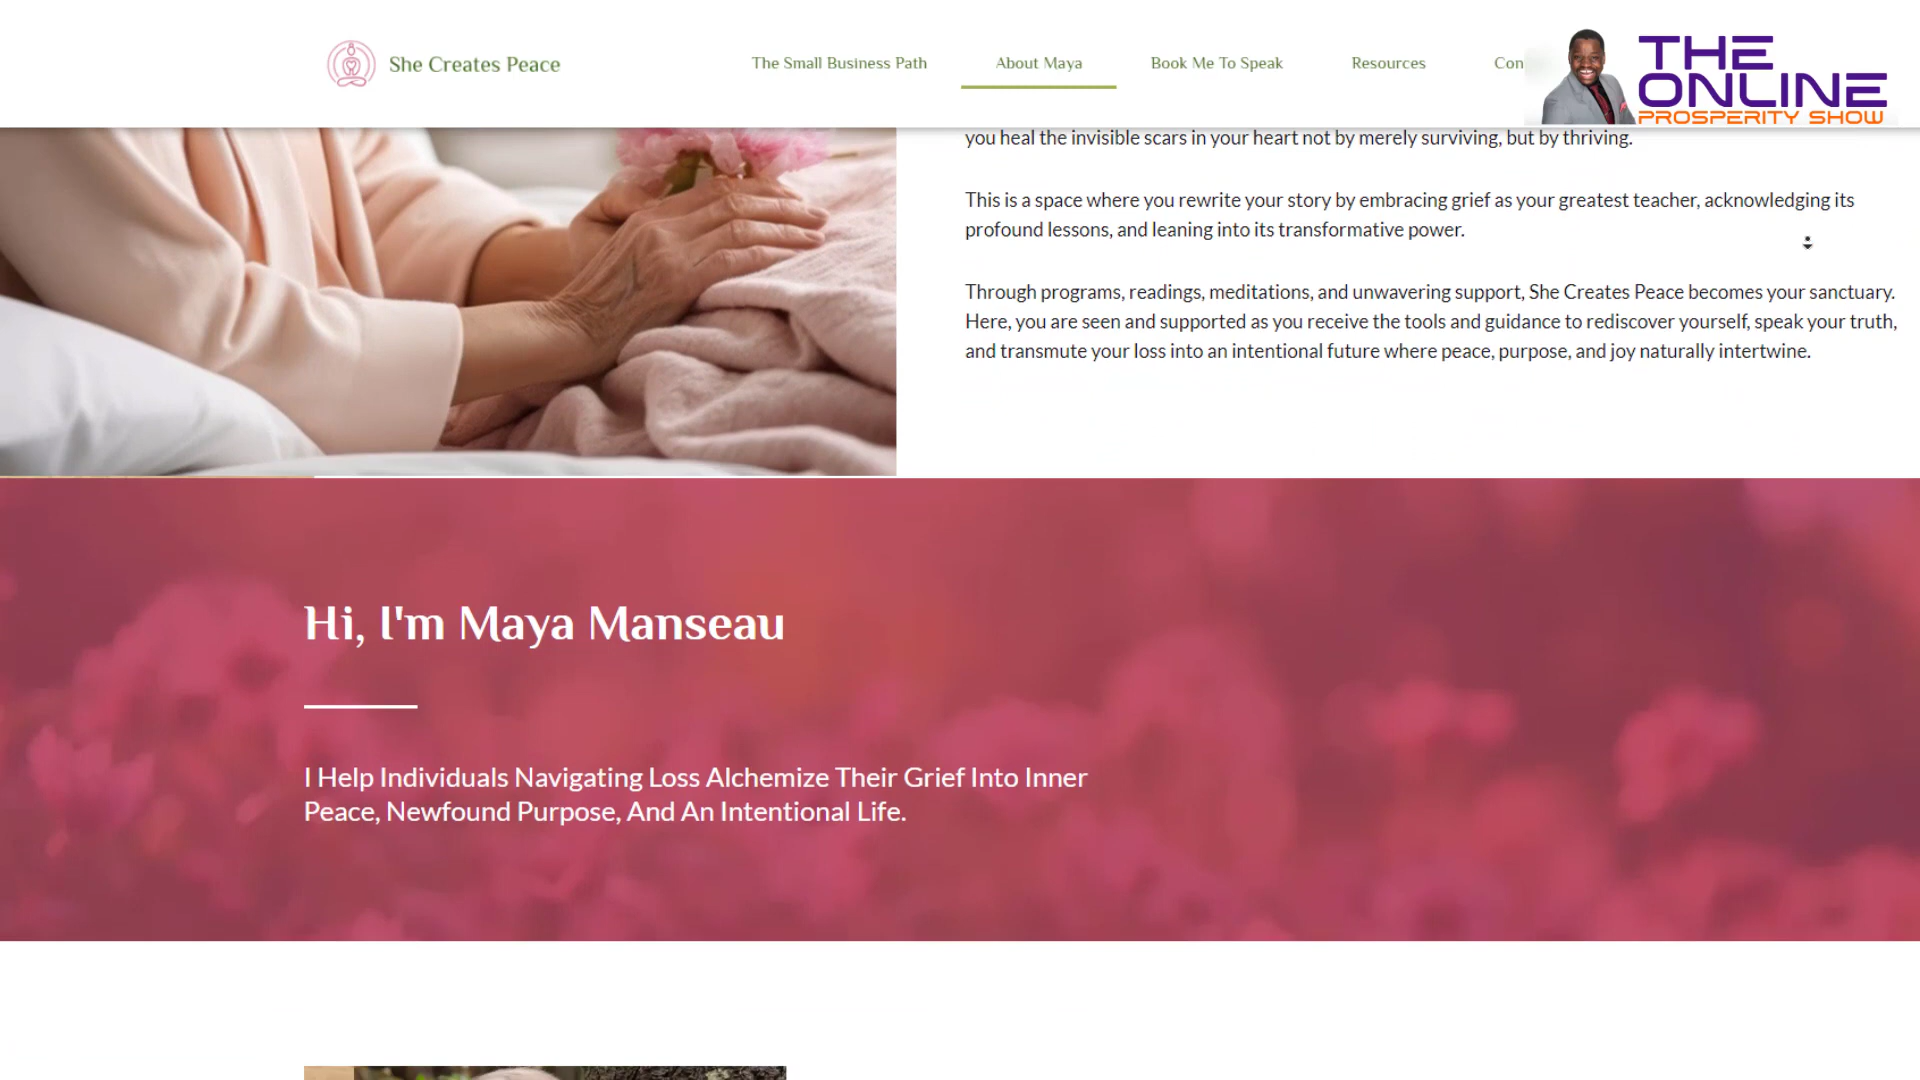 She Creates Peace
The Small Business Path
About Maya
Book Me To Speak
Resources
Con
THE
ONLINE
PROSPERITY SHOW
you heal the invisible scars in your heart not by merely surviving, but by thriving.
This is a space where you rewrite your story by embracing grief as your greatest teacher, acknowledging its
profound lessons, and leaning into its transformative power.
Through programs, readings, meditations, and unwavering support, She Creates Peace becomes your sanctuary.
Here, you are seen and supported as you receive the tools and guidance to rediscover yourself, speak your truth,
and transmute your loss into an intentional future where peace, purpose, and joy naturally intertwine.
Hi, I'm Maya Manseau
I Help Individuals Navigating Loss Alchemize Their Grief Into Inner
Peace, Newfound Purpose, And An Intentional Life.